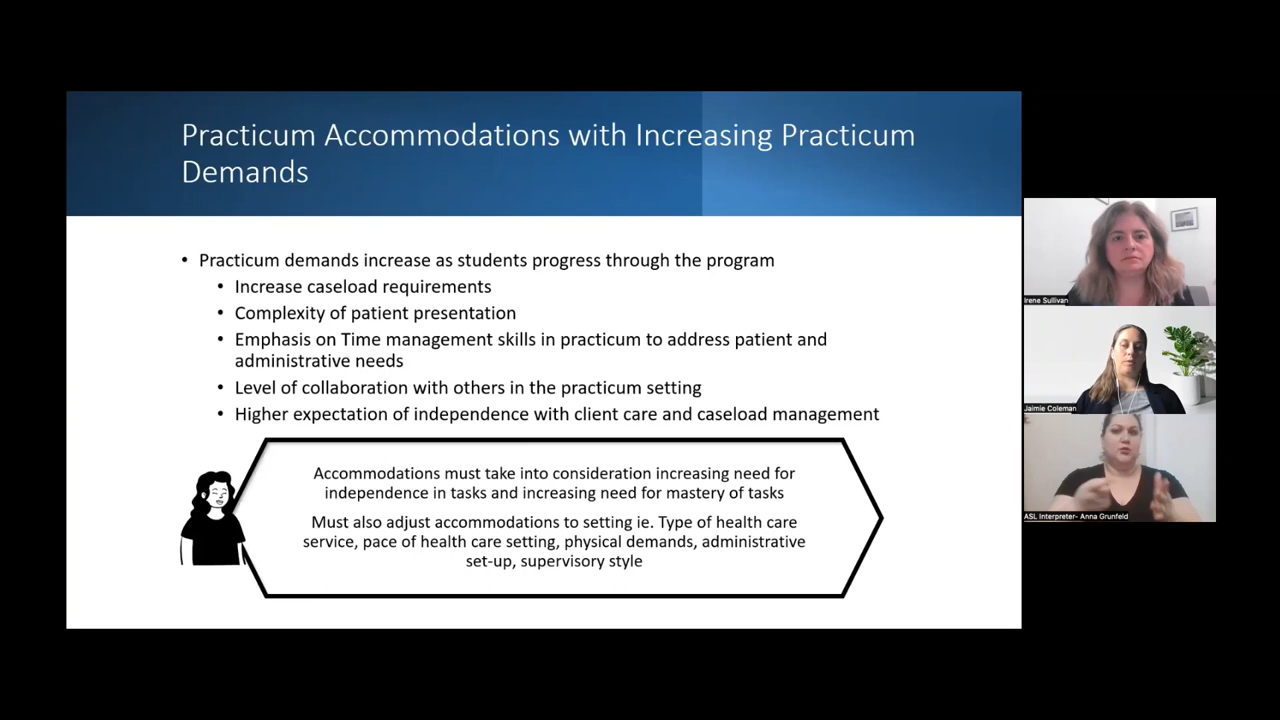 Practicum Accommodations with Increasing Practicum
Demands
• Practicum demands increase as students progress through the program
• Increase caseload requirements
• Complexity of patient presentation
• Emphasis on Time management skills in practicum to address patient and
administrative needs
• Level of collaboration with others in the practicum setting
• Higher expectation of independence with client care and caseload management
Accommodations must take into consideration increasing need for
independence in tasks and increasing need for mastery of tasks
Must also adjust accommodations to setting ie. Type of health care
service, pace of health care setting, physical demands, administrative
set-up, supervisory style
Irene Sullivan
Jaimie Coleman
ASL Interpreter- Anna Grunfeld